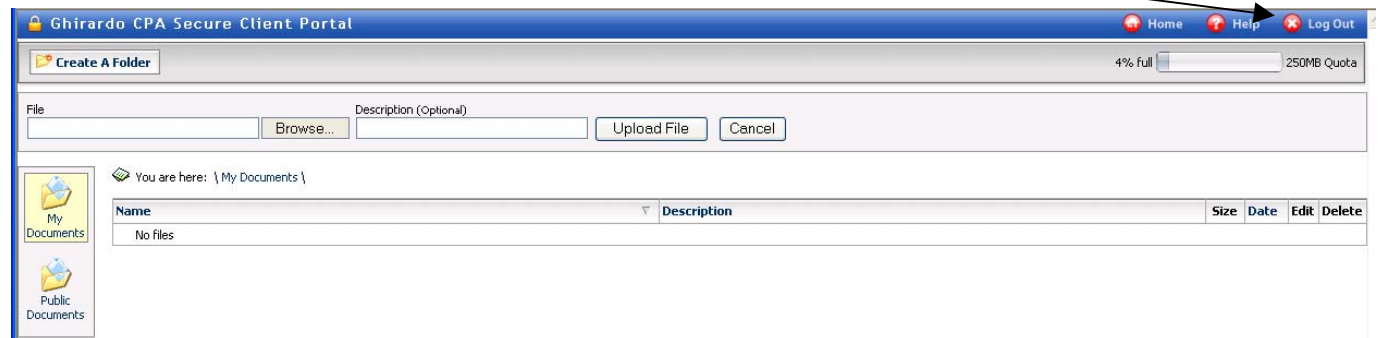 Ghirardo CPA Secure Client Portal Home Help Log Out
Create A Folder 4% full 250MB Quota
File Description (Optional)
Browse... Upload File Cancel
You are here: \ My Documents \
My Documents
Name Description Size Date Edit Delete
No files
Public Documents